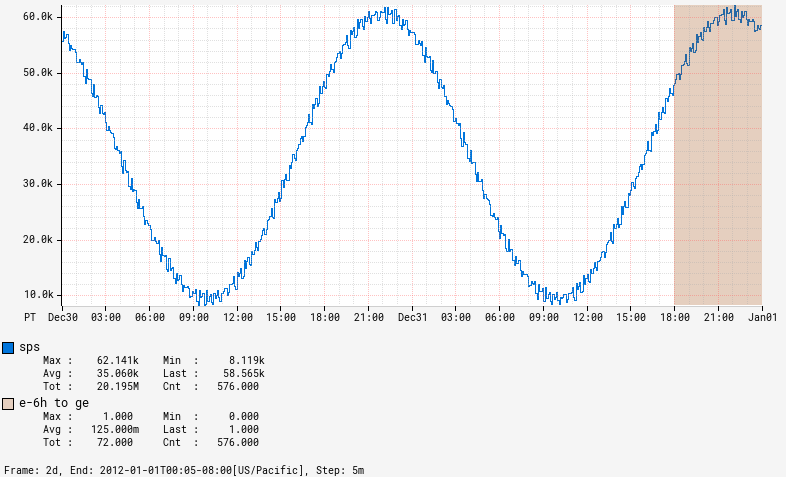 60.0k
50.0k
40.0k
30.0k
20.0k
10.0k
PT Dec30 03:00 06:00 09:00 12:00 15:00 18:00 21:00 Dec31 03:00 06:00 09:00 12:00 15:00 18:00 21:00 Jan01
sps
Max : 62.141k Min : 8.119k
Avg : 35.060k Last : 58.565k
Tot : 20.195M Cnt : 576.000
e-6h to ge
Max : 1.000 Min : 0.000
Avg : 125.000m Last : 1.000
Tot : 72.000 Cnt : 576.000
Frame: 2d, End: 2012-01-01T00:05-08:00[US/Pacific], Step: 5m